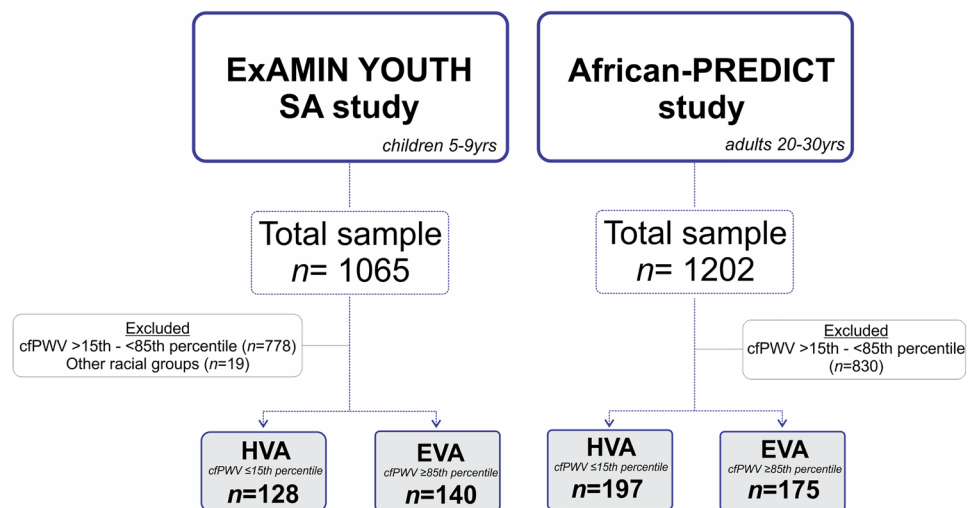 ExAMIN YOUTH
SA study
children 5-9yrs
African-PREDICT
study
adults 20-30yrs
Total sample
n= 1065
Total sample
n= 1202
Excluded
cfPWV >15th - <85th percentile (n=778)
Other racial groups (n=19)
Excluded
cfPWV >15th - <85th percentile
(n=830)
HVA
cfPWV ≤15th percentile
n=128
EVA
cfPWV ≥85th percentile
n=140
HVA
cfPWV ≤15th percentile
n=197
EVA
cfPWV ≥85th percentile
n=175